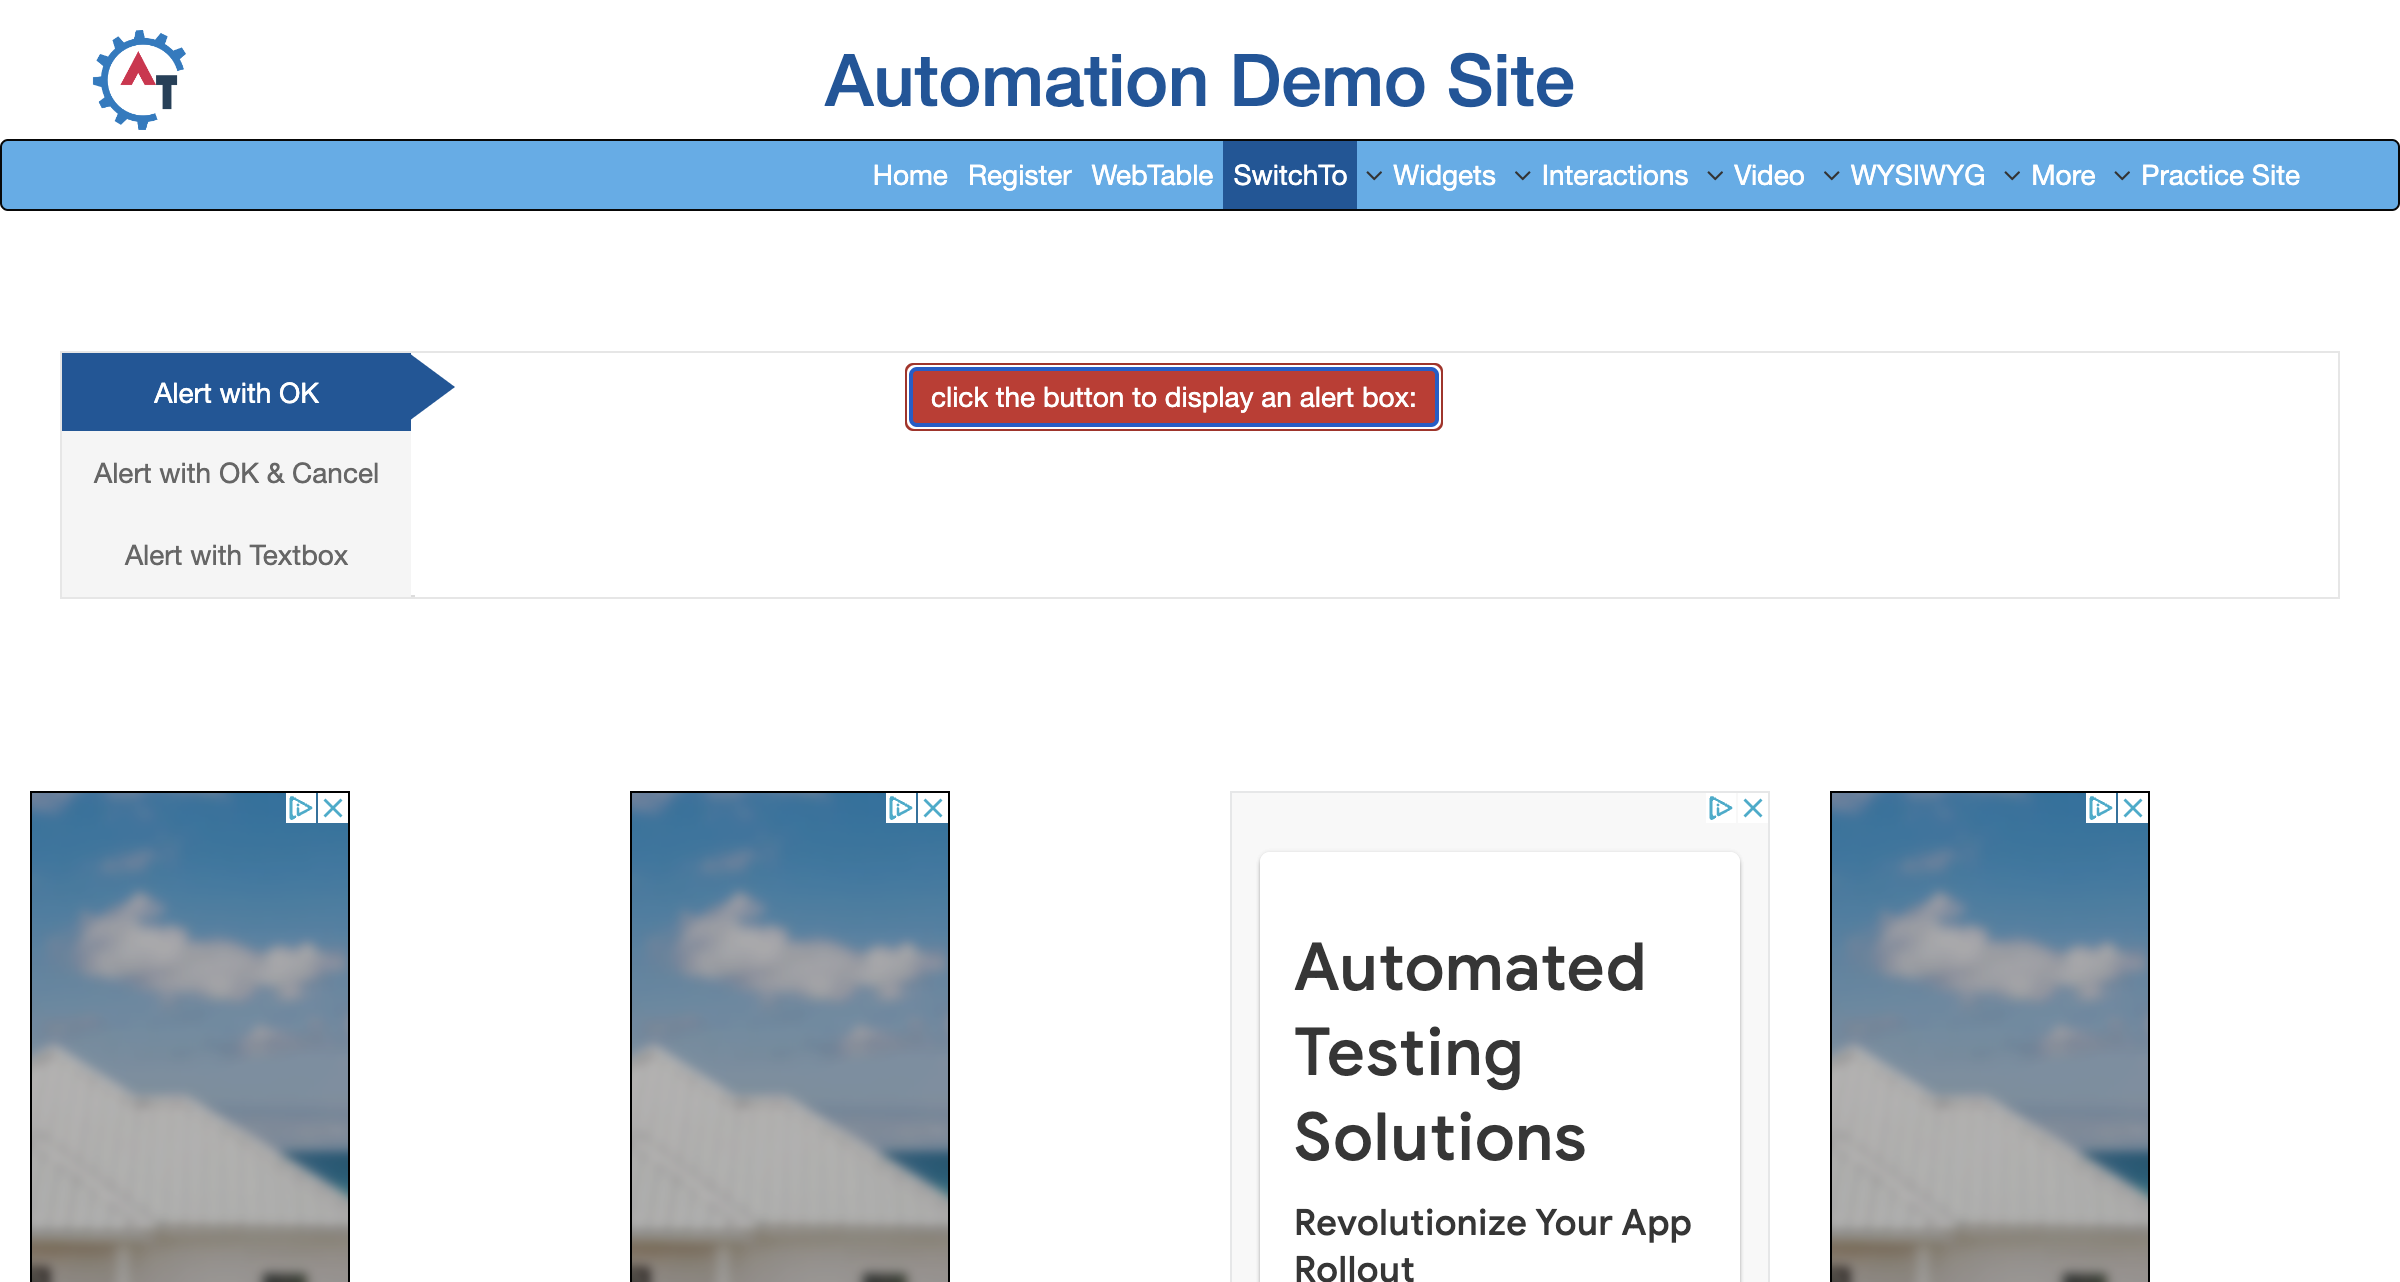 AT
Automation Demo Site
Home Register WebTable SwitchTo Widgets Interactions Video WYSIWYG More Practice Site
Alert with OK
click the button to display an alert box:
Alert with OK & Cancel
Alert with Textbox
Automated
Testing
Solutions
Revolutionize Your App
Rollout